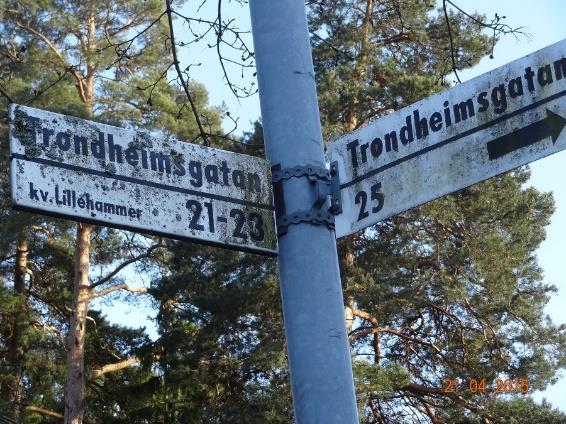 Trondheimsgatan
kv. Lillehammer 21-23
Trondheimsgatan
25
21 04 2015